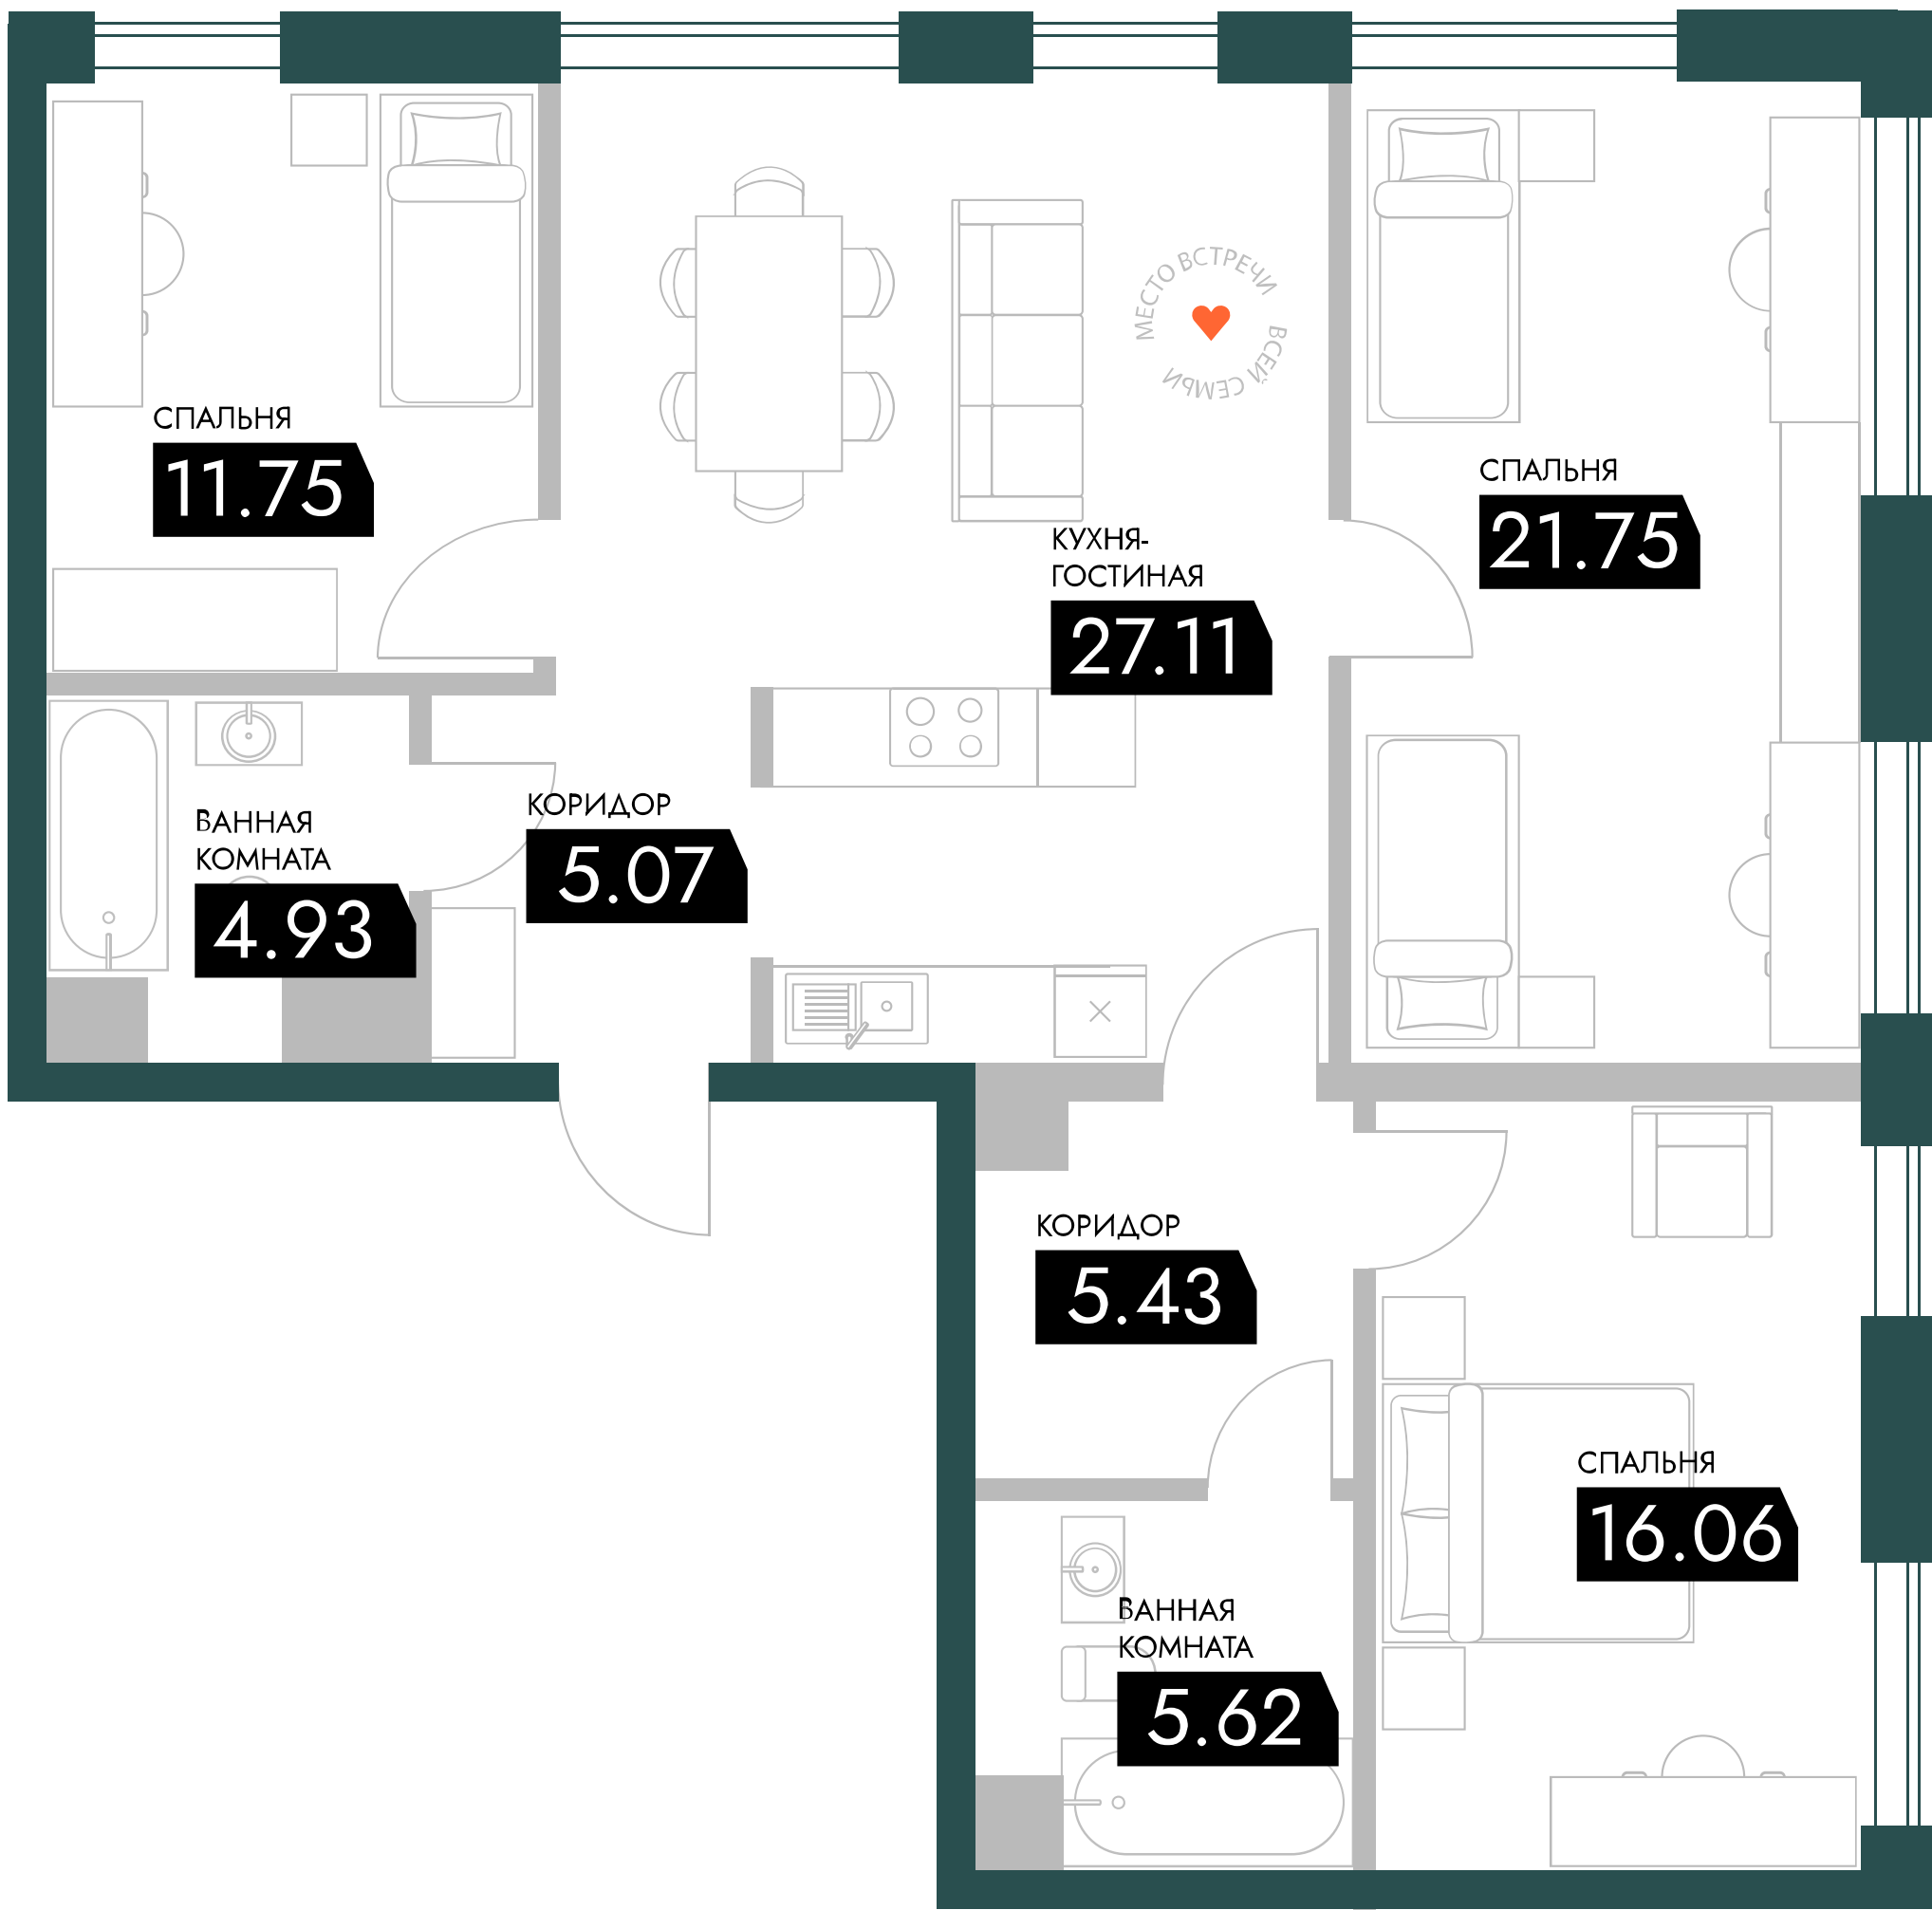 МЕСТО ВСТРЕЧИ
ВСЕЙ СЕМЬИ
СПАЛЬНЯ
11.75
СПАЛЬНЯ
21.75
КУХНЯ-
ГОСТИНАЯ
27.11
КОРИДОР
5.07
ВАННАЯ
КОМНАТА
4.93
КОРИДОР
5.43
СПАЛЬНЯ
16.06
ВАННАЯ
КОМНАТА
5.62